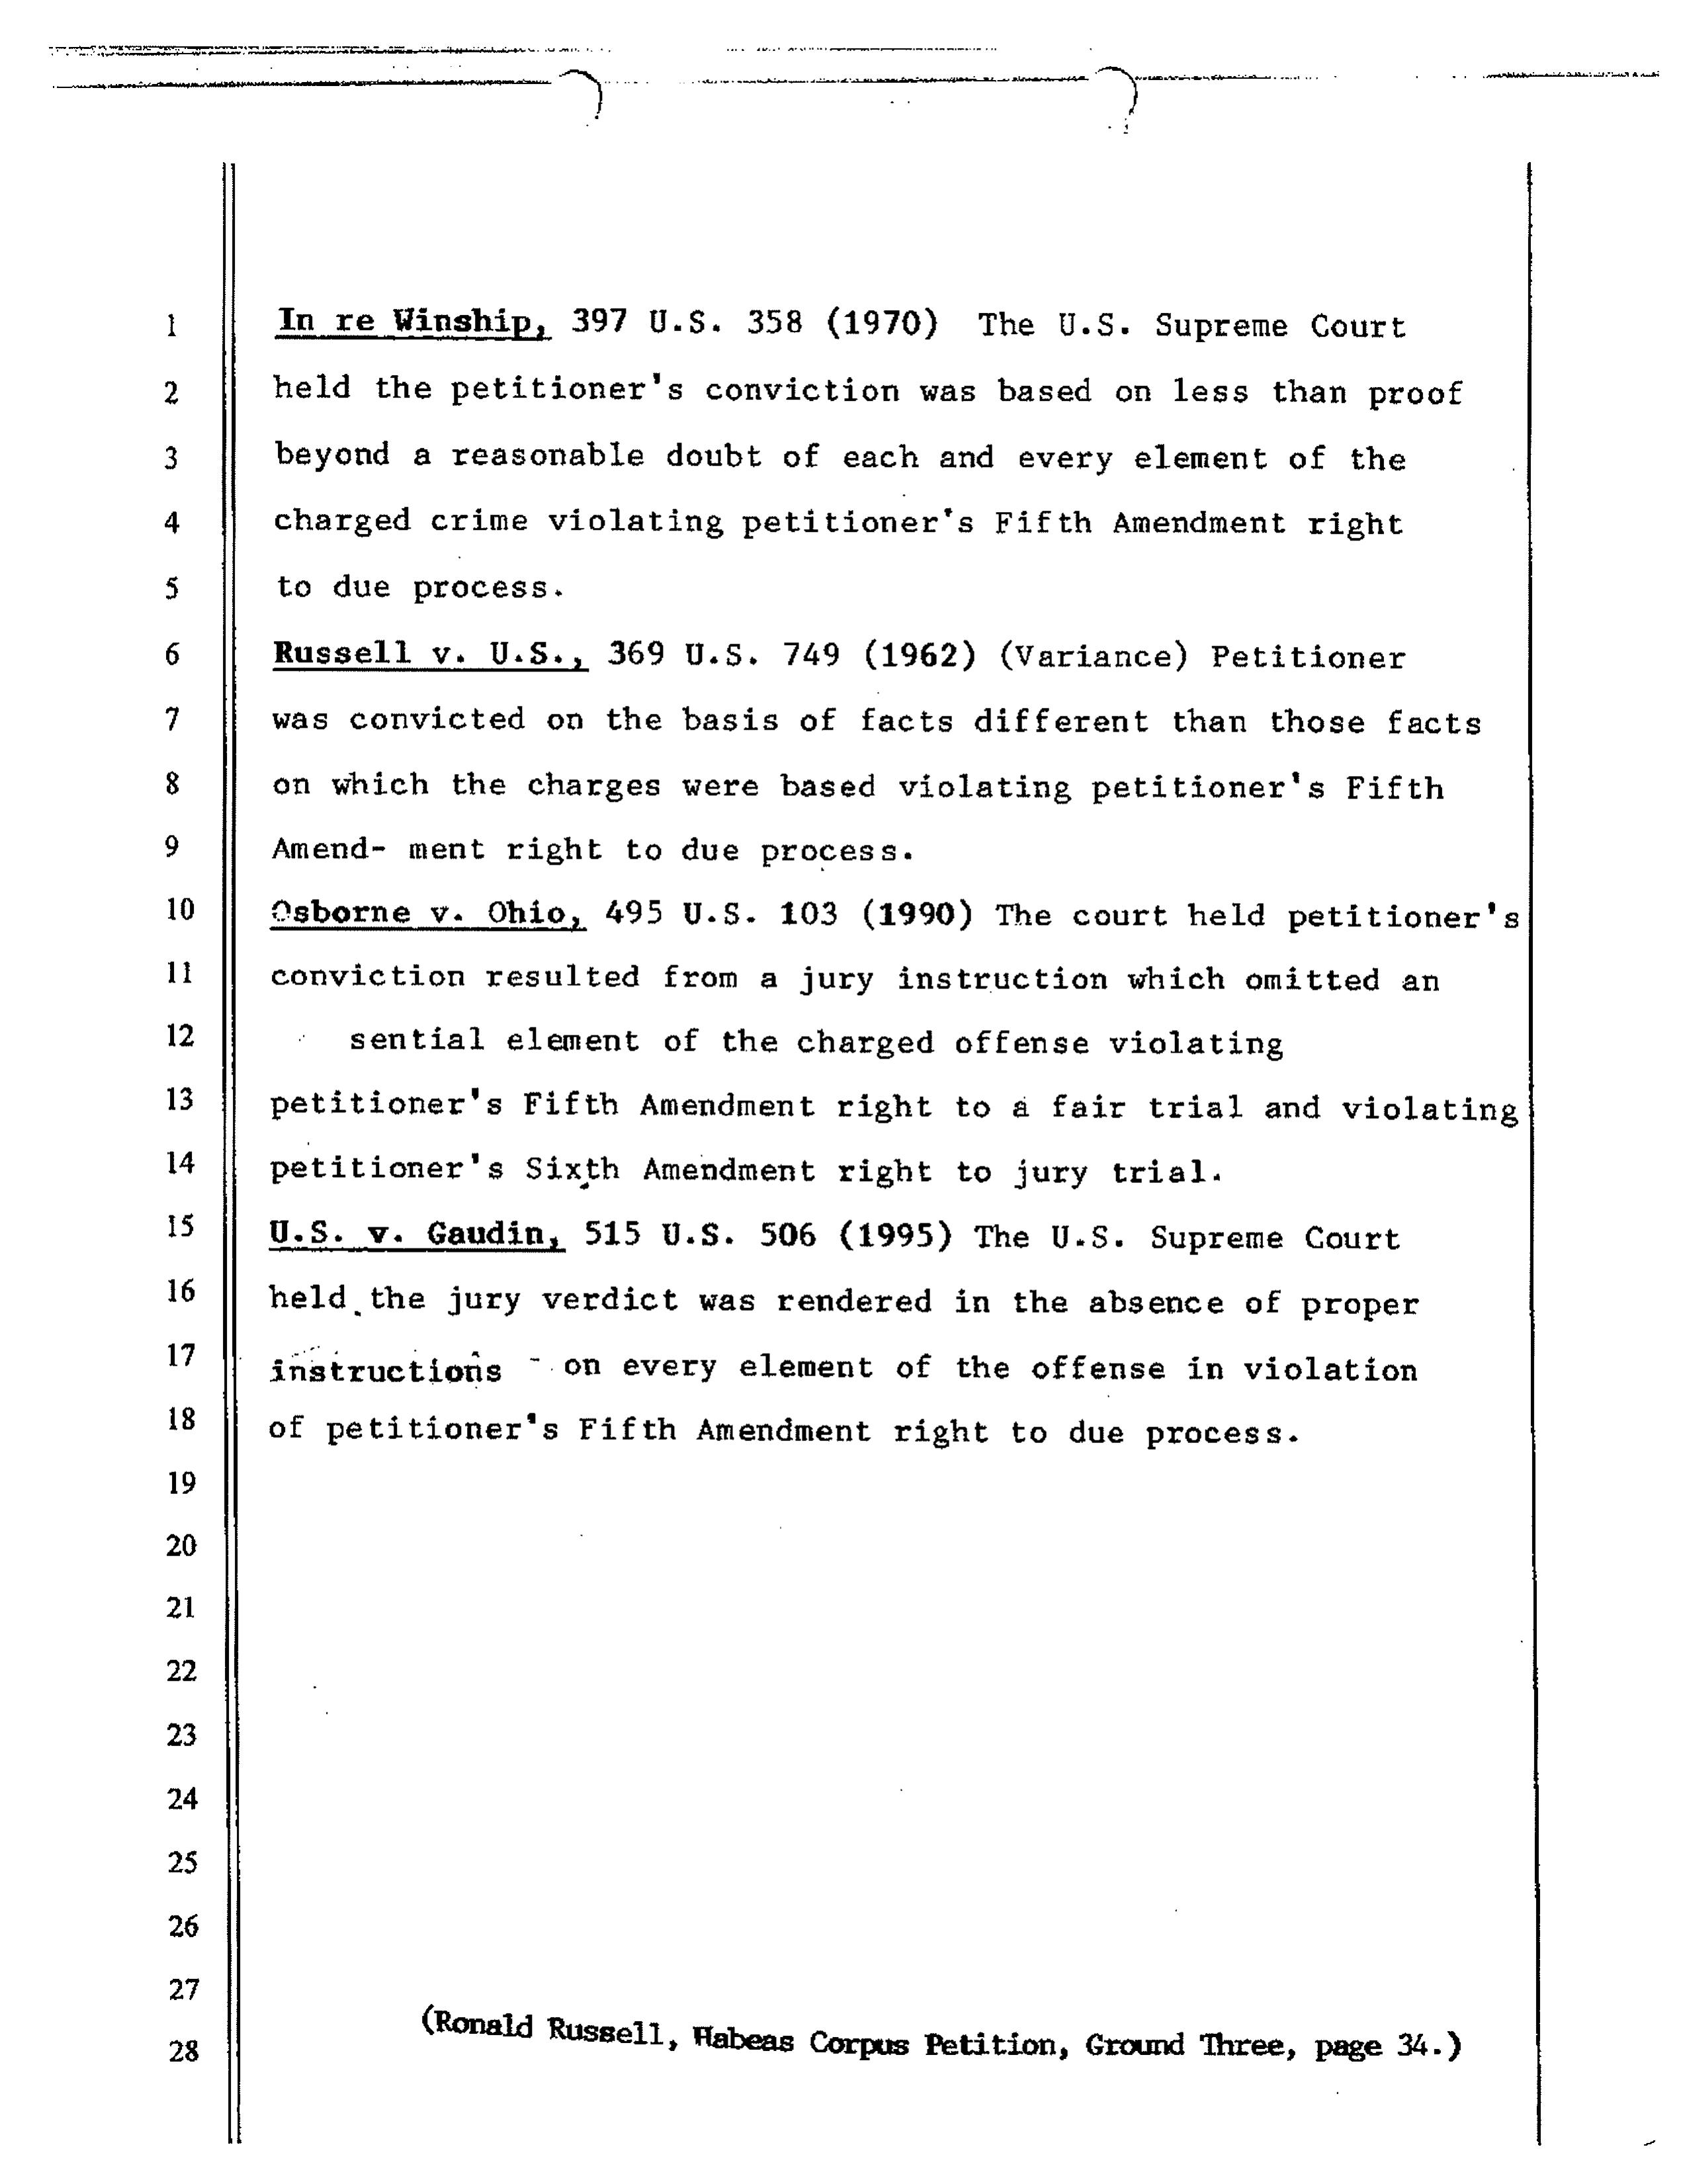 1 In re Winship, 397 U.S. 358 (1970) The U.S. Supreme Court
2 held the petitioner's conviction was based on less than proof
3 beyond a reasonable doubt of each and every element of the
4 charged crime violating petitioner's Fifth Amendment right
5 to due process.
6 Russell v. U.S., 369 U.S. 749 (1962) (Variance) Petitioner
7 was convicted on the basis of facts different than those facts
8 on which the charges were based violating petitioner's Fifth
9 Amend- ment right to due process.
10 Osborne v. Ohio, 495 U.S. 103 (1990) The court held petitioner's
11 conviction resulted from a jury instruction which omitted an
12 sential element of the charged offense violating
13 petitioner's Fifth Amendment right to a fair trial and violating
14 petitioner's Sixth Amendment right to jury trial.
15 U.S. v. Gaudin, 515 U.S. 506 (1995) The U.S. Supreme Court
16 held the jury verdict was rendered in the absence of proper
17 instructions - on every element of the offense in violation
18 of petitioner's Fifth Amendment right to due process.
19
20
21
22
23
24
25
26
27
28 (Ronald Russell, Habeas Corpus Petition, Ground Three, page 34.)